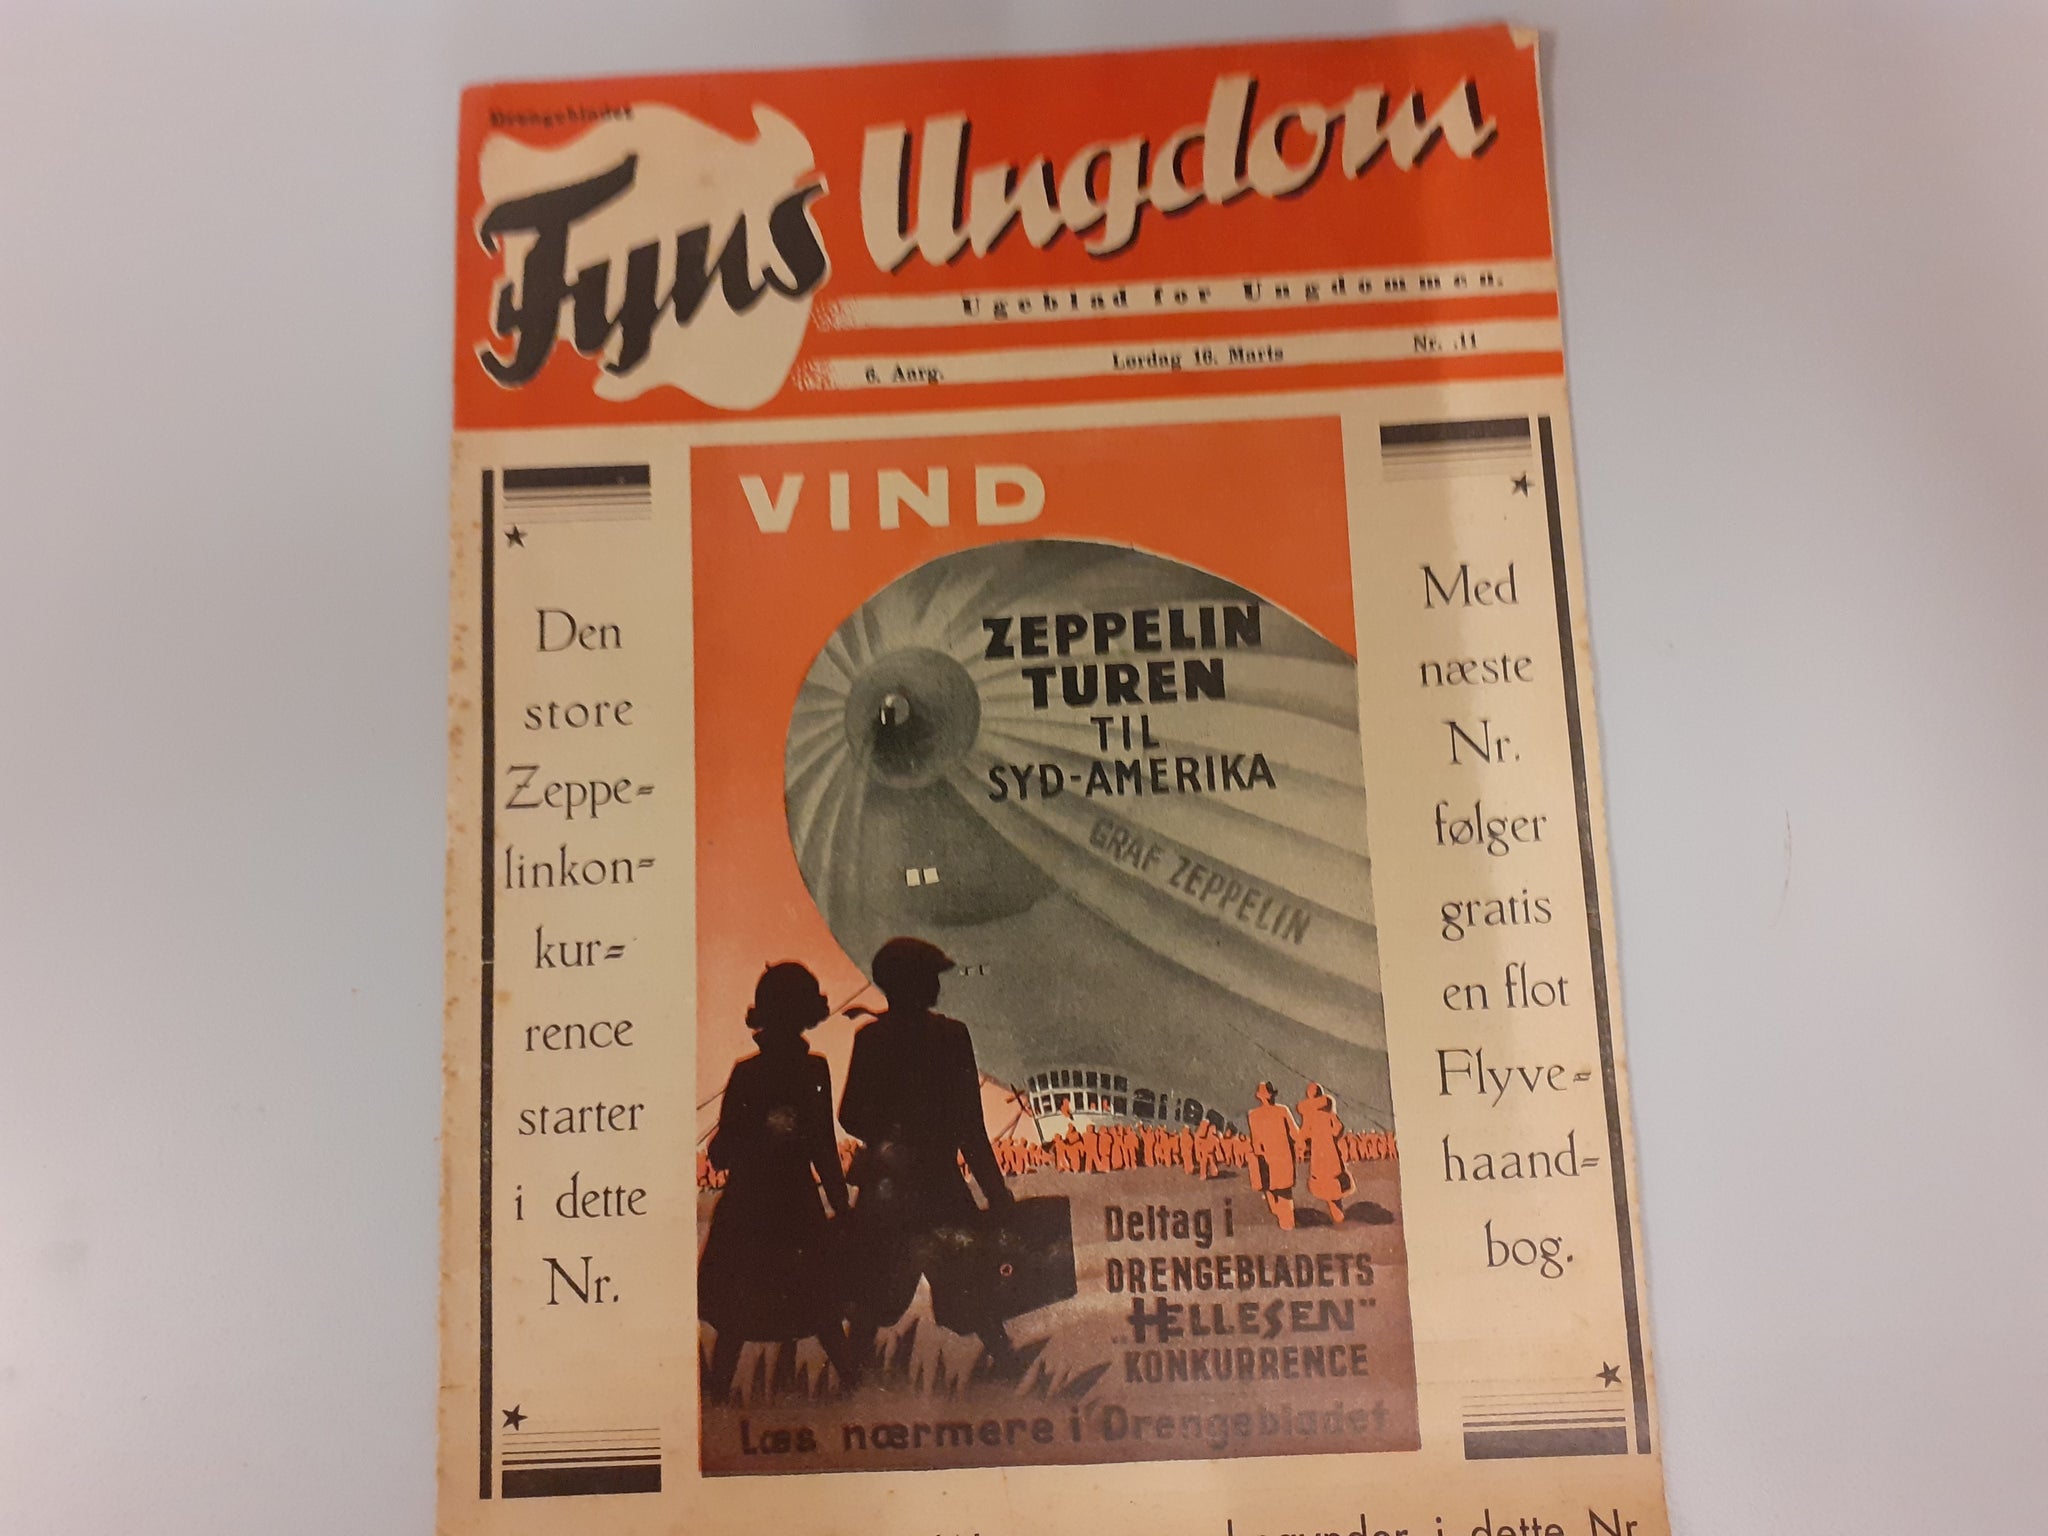 Drengebladet
Fyns Ungdom
Ugeblad for Ungdommen.
6. Aarg. Lørdag 16. Marts Nr. .11
Den
store
Zeppe=
linkon=
kur=
rence
starter
i dette
Nr.
VIND
ZEPPELIN
TUREN
TIL
SYD-AMERIKA
GRAF ZEPPELIN
Deltag i
DRENGEBLADETS
„HELLESEN"
KONKURRENCE
Læs nærmere i Drengebladet
Med
næste
Nr.
følger
gratis
en flot
Flyve=
haand=
bog.
i dette Nr